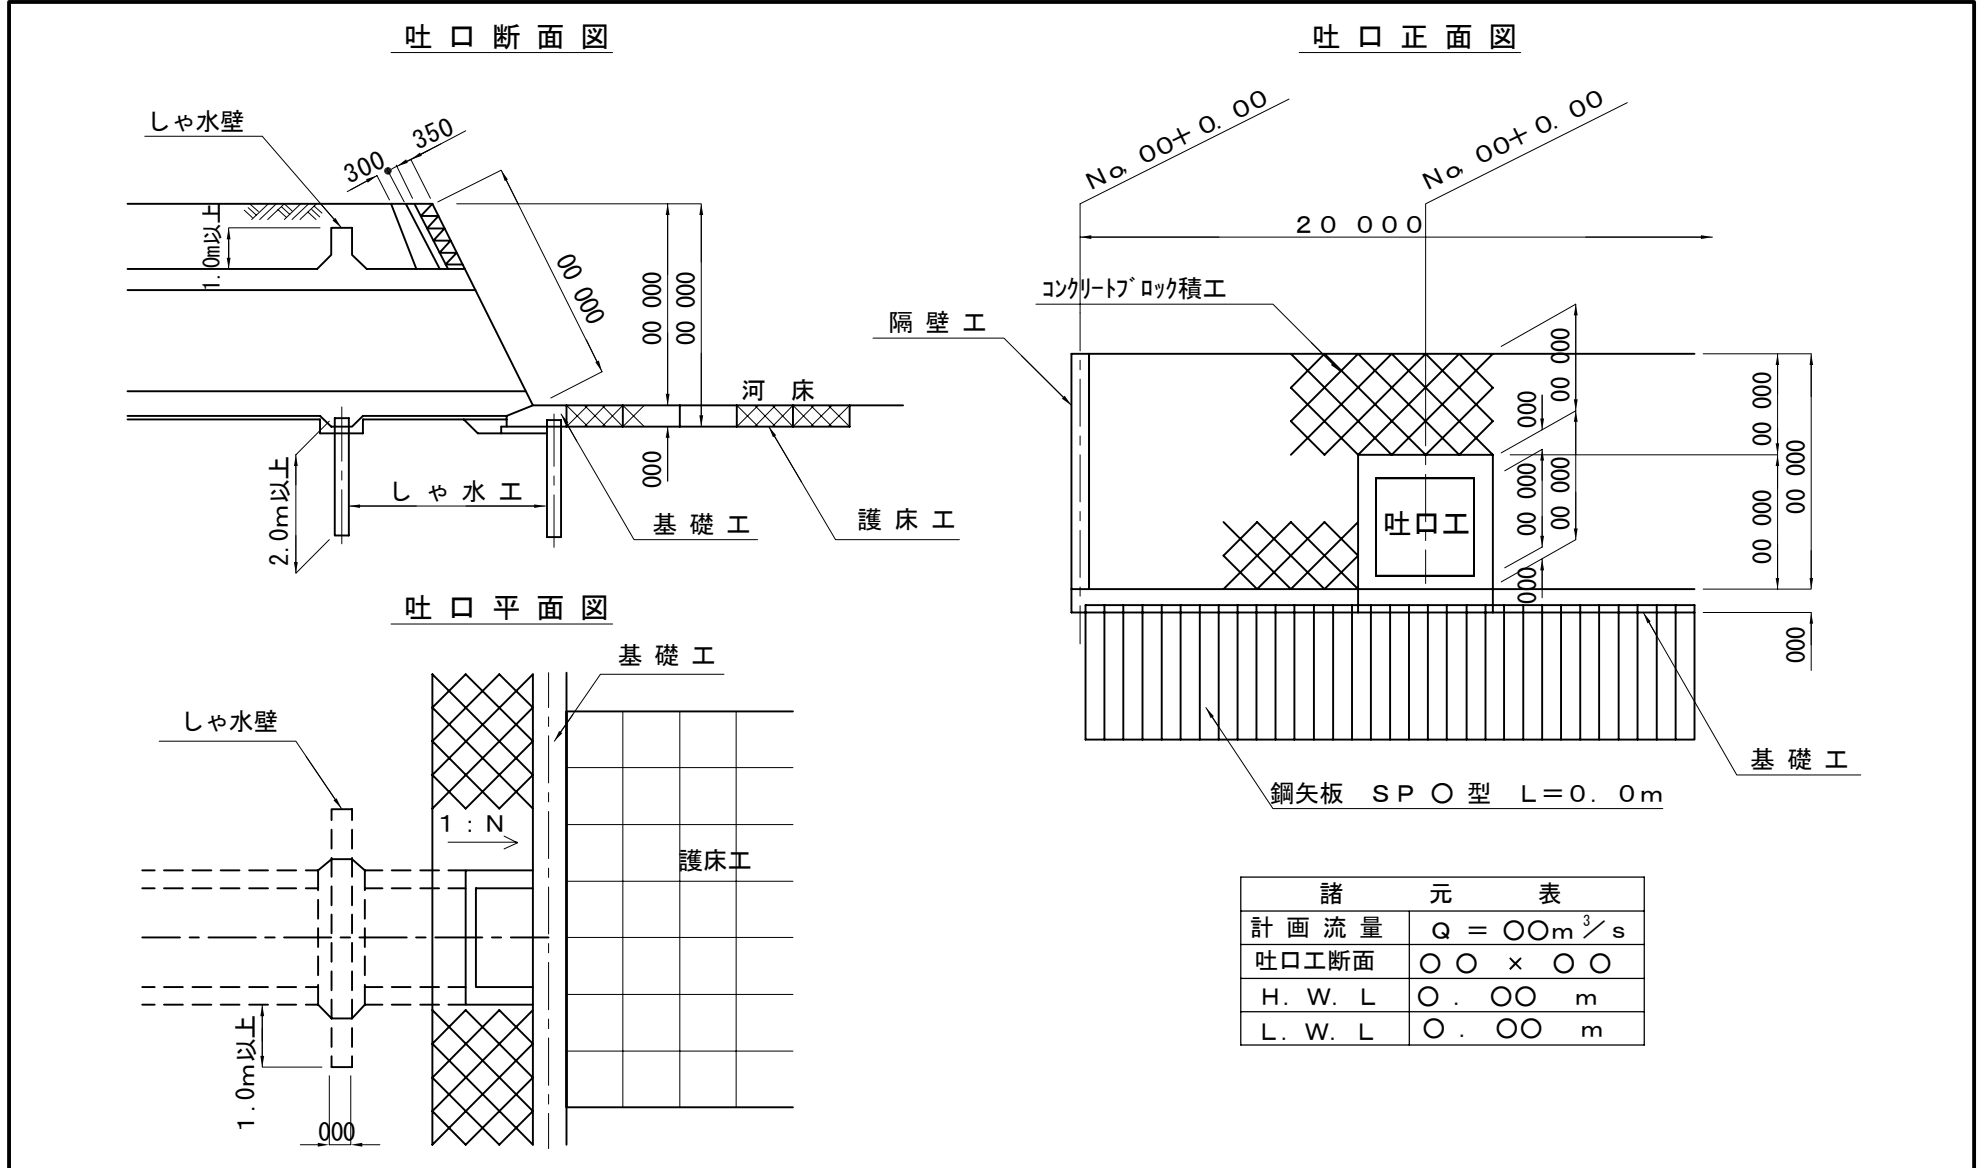 吐口断面図
しゃ水壁
300
350
1.0m以上
00 000
00 000
00 000
河床
000
2.0m以上
しゃ水工
基礎工
護床工
吐口正面図
No. 00+0.00
No. 00+0.00
20 000
コンクリートブロック積工
隔壁工
00 000
000
00 000
00 000
000
00 000
00 000
00 000
000
吐口工
基礎工
鋼矢板 SP○型 L=0.0m
吐口平面図
基礎工
しゃ水壁
1:N
護床工
1.0m以上
000
諸元表
計画流量 Q = ○○m³/s
吐口工断面 ○○ × ○○
H.W.L ○.○○ m
L.W.L ○.○○ m